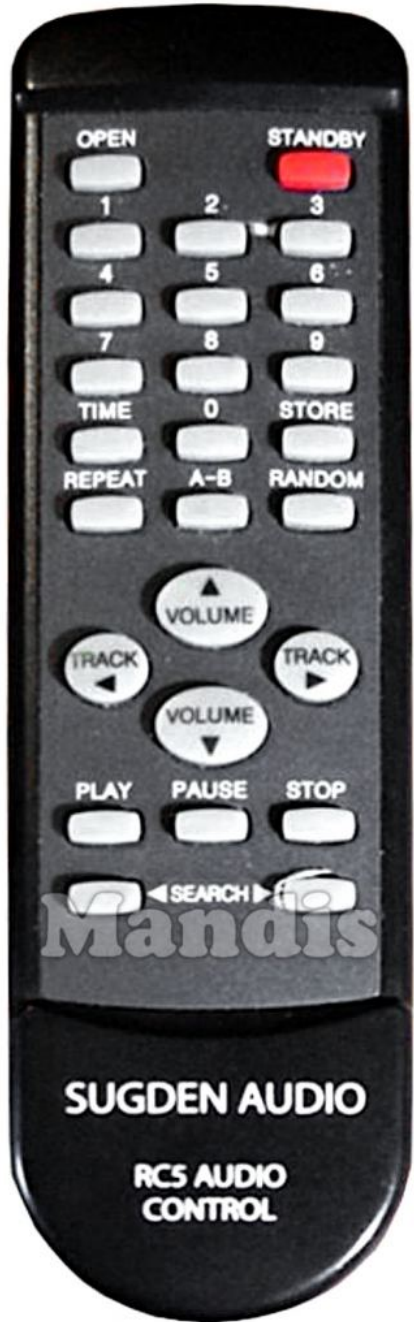 OPEN STANDBY
1 2 3
4 5 6
7 8 9
TIME 0 STORE
REPEAT A-B RANDOM
▲
VOLUME
TRACK TRACK
◄ ►
VOLUME
▼
PLAY PAUSE STOP
◄SEARCH►
Mandis
SUGDEN AUDIO
RC5 AUDIO
CONTROL